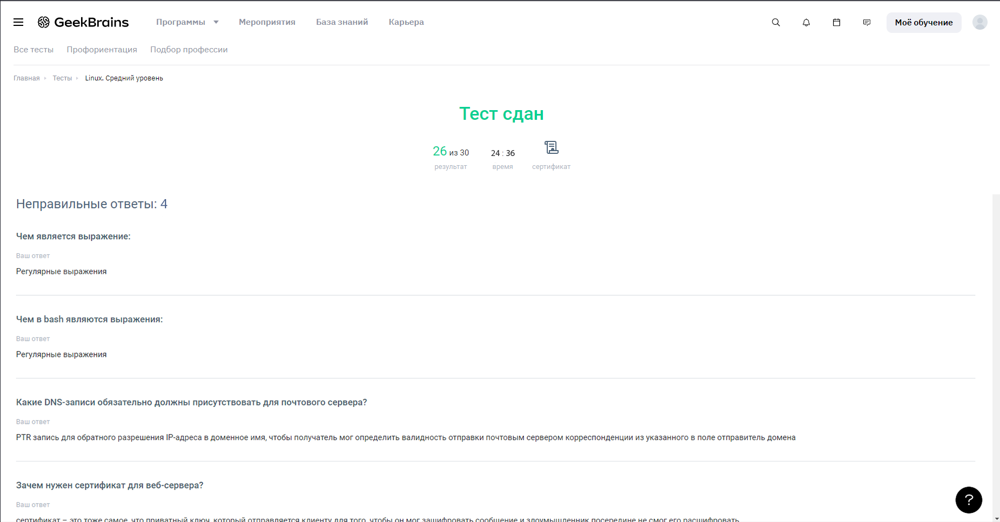 GeekBrains Программы Мероприятия База знаний Карьера Моё обучение
Все тесты Профориентация Подбор профессии
Главная Тесты Linux. Средний уровень
Тест сдан
26 из 30 24 : 36
результат время сертификат
Неправильные ответы: 4
Чем является выражение:
Ваш ответ
Регулярные выражения
Чем в bash являются выражения:
Ваш ответ
Регулярные выражения
Какие DNS-записи обязательно должны присутствовать для почтового сервера?
Ваш ответ
PTR запись для обратного разрешения IP-адреса в доменное имя, чтобы получатель мог определить валидность отправки почтовым сервером корреспонденции из указанного в поле отправитель домена
Зачем нужен сертификат для веб-сервера?
Ваш ответ
?
сертификат – это тоже самое, что приватный ключ, который отправляется клиенту для того, чтобы он мог зашифровать сообщение и злоумышленник посередине не смог его расшифровать